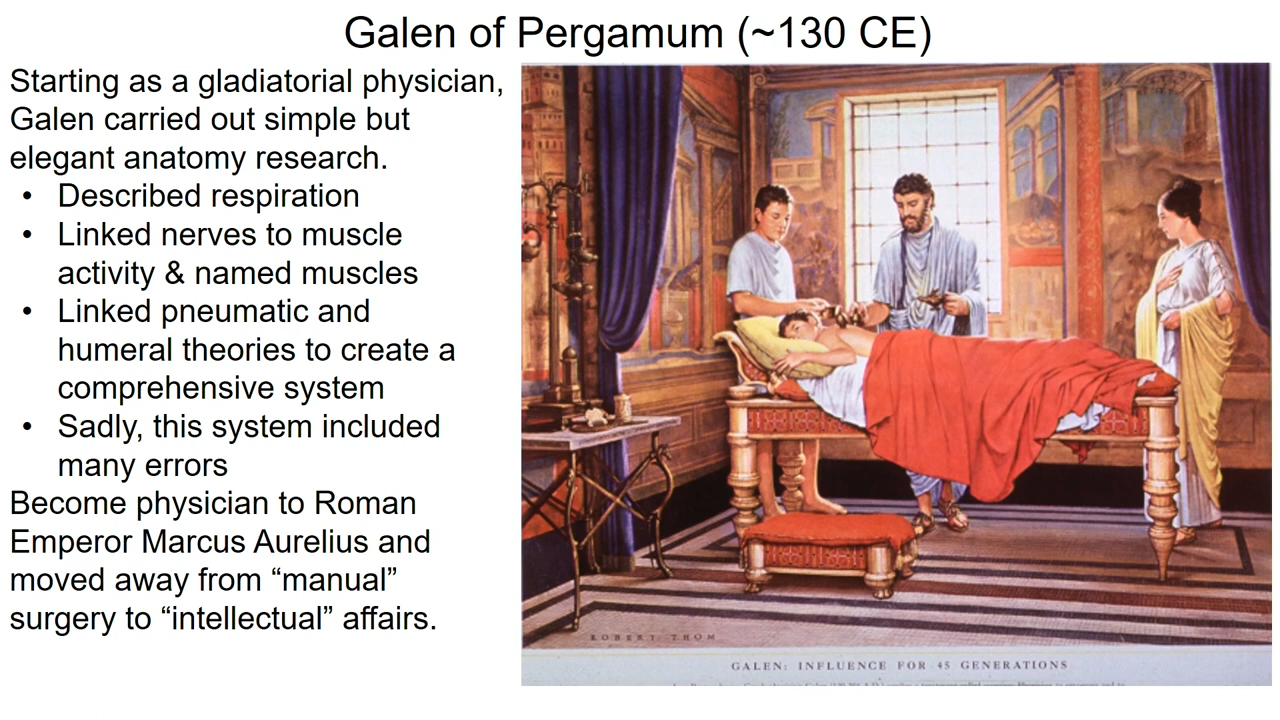 Galen of Pergamum (~130 CE)
Starting as a gladiatorial physician,
Galen carried out simple but
elegant anatomy research.
• Described respiration
• Linked nerves to muscle
activity & named muscles
• Linked pneumatic and
humeral theories to create a
comprehensive system
• Sadly, this system included
many errors
Become physician to Roman
Emperor Marcus Aurelius and
moved away from “manual”
surgery to “intellectual” affairs.
ROBERT THOM
GALEN: INFLUENCE FOR 45 GENERATIONS